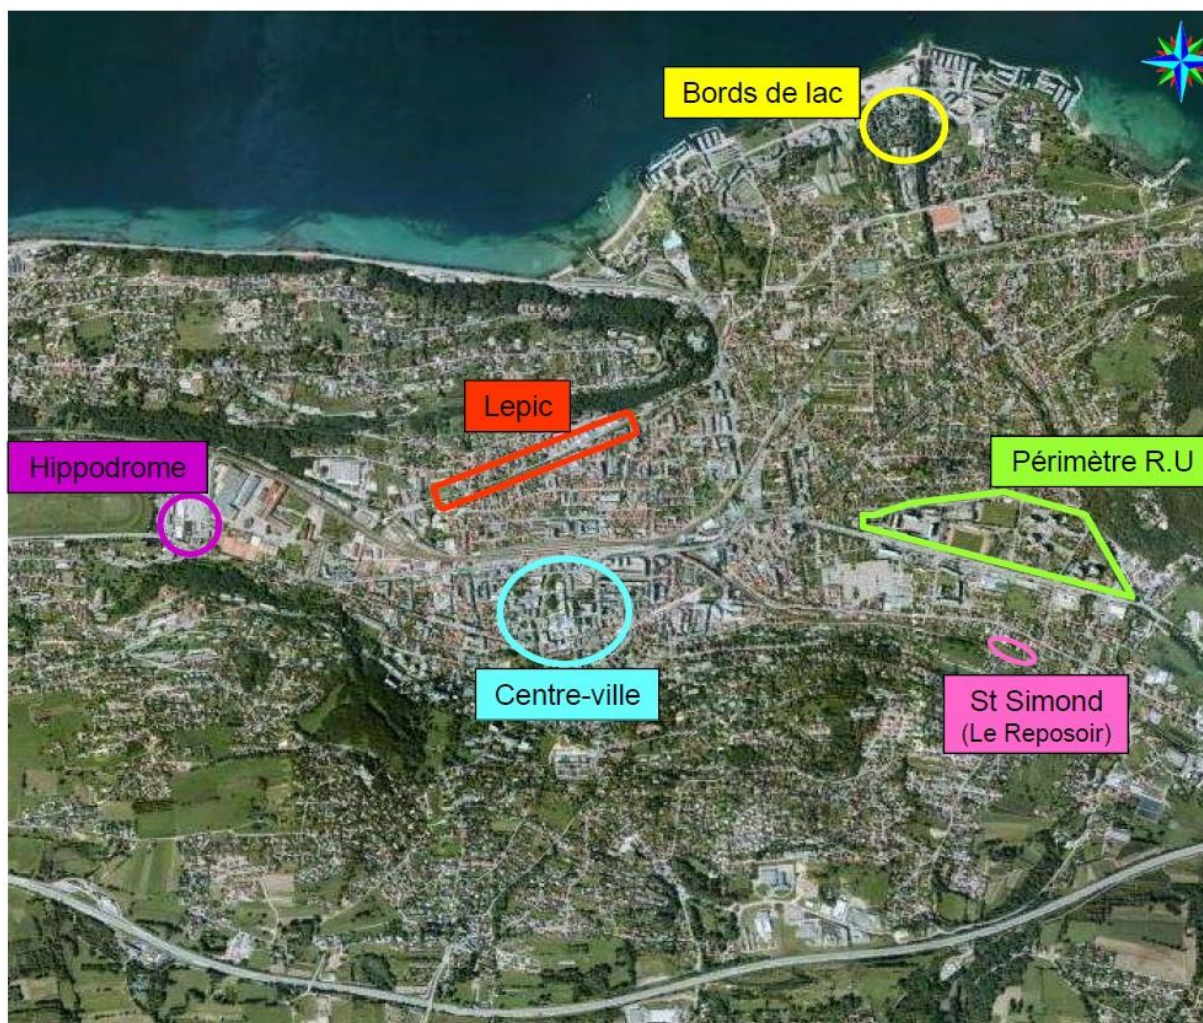 Bords de lac
Lepic
Hippodrome
Périmètre R.U
Centre-ville
St Simond
(Le Reposoir)